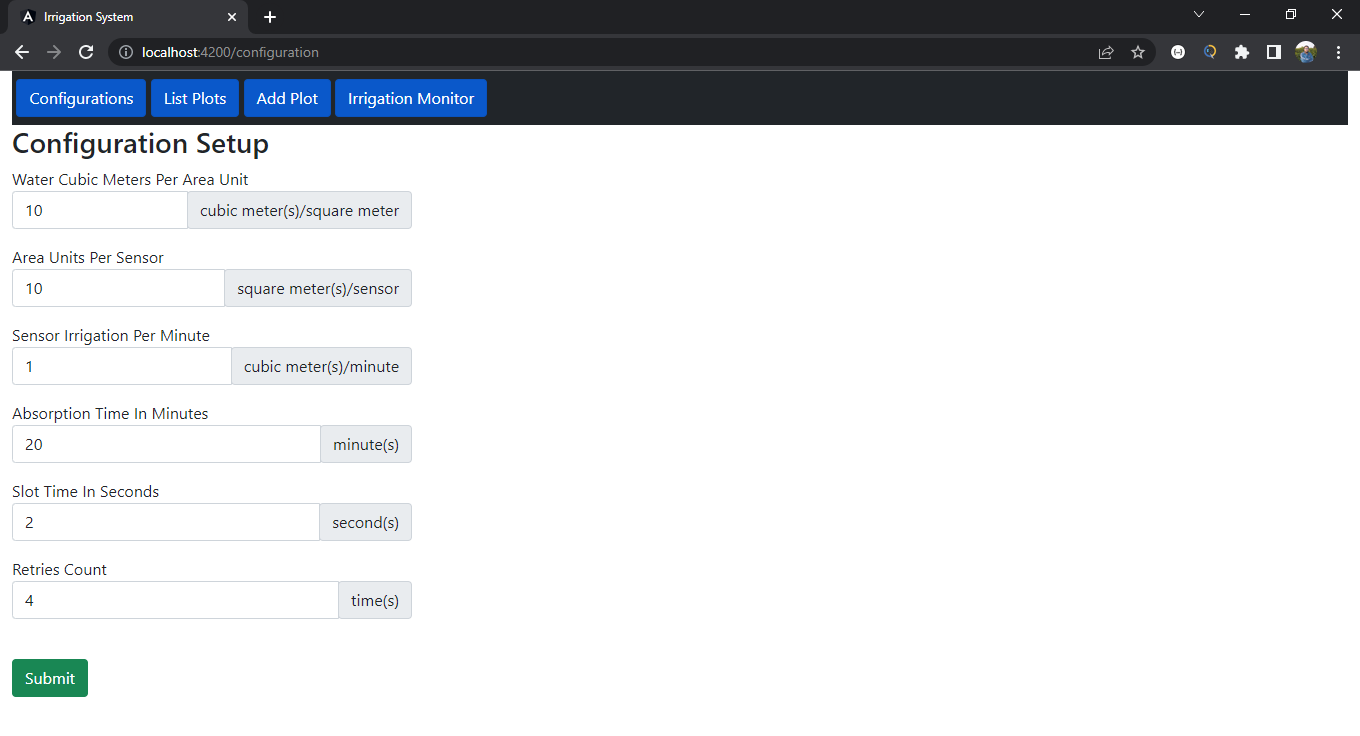 Irrigation System
localhost:4200/configuration
Configurations List Plots Add Plot Irrigation Monitor
Configuration Setup
Water Cubic Meters Per Area Unit
10 cubic meter(s)/square meter
Area Units Per Sensor
10 square meter(s)/sensor
Sensor Irrigation Per Minute
1 cubic meter(s)/minute
Absorption Time In Minutes
20 minute(s)
Slot Time In Seconds
2 second(s)
Retries Count
4 time(s)
Submit